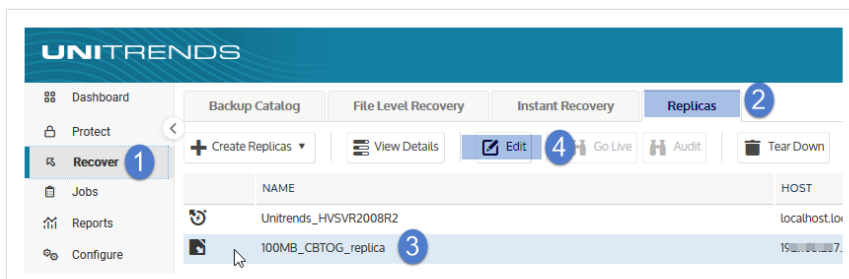 UNITRENDS
Dashboard
Protect
Recover 1
Jobs
Reports
Configure
Backup Catalog File Level Recovery Instant Recovery Replicas 2
Create Replicas View Details Edit 4 Go Live Audit Tear Down
NAME HOST
Unitrends_HVSVR2008R2 localhost.loc
100MB_CBTOG_replica 3